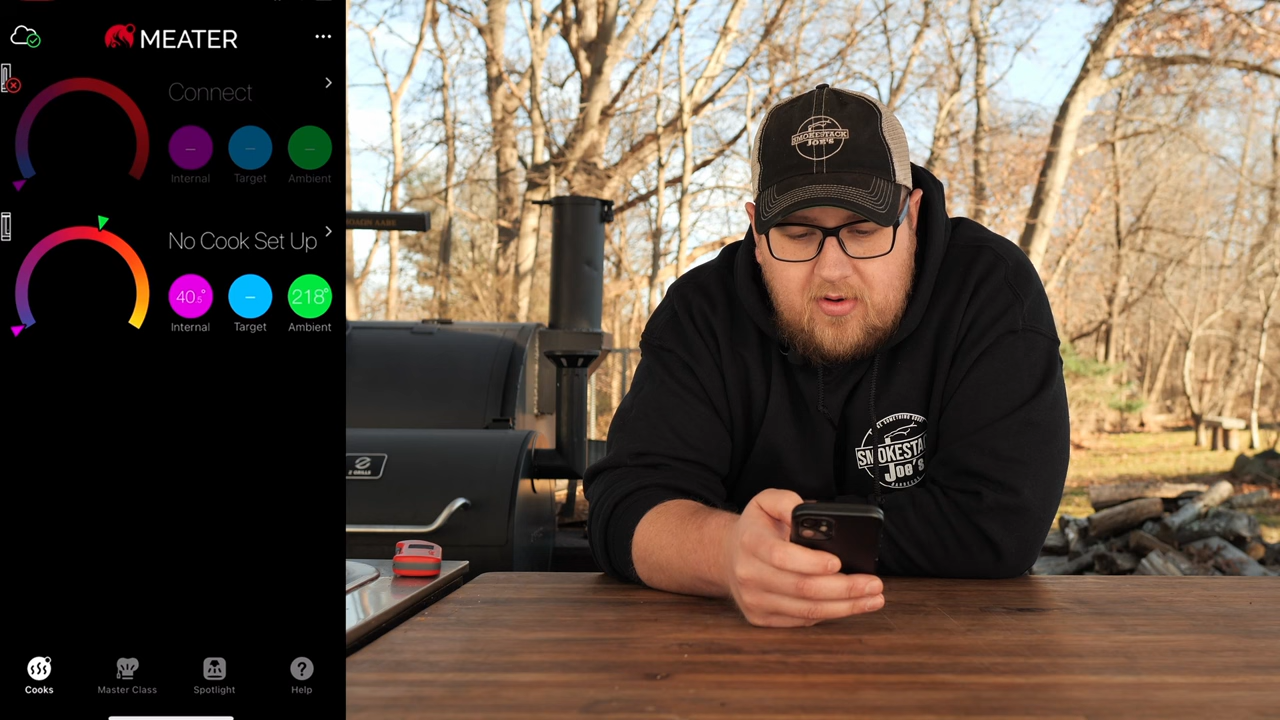 MEATER
Connect
–
–
–
Internal
Target
Ambient
No Cook Set Up
40.5°
–
218°
Internal
Target
Ambient
Cooks
Master Class
Spotlight
Help
?
SMOKESTACK
JOE'S
SMOKESTACK
Joe's
GRILLS